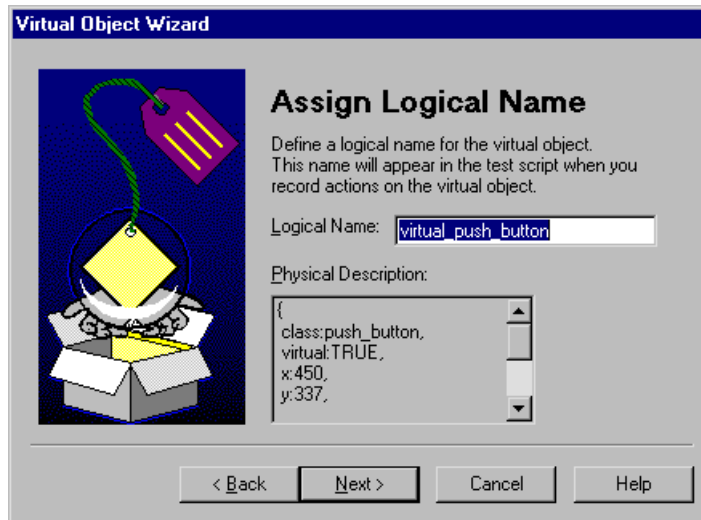 Virtual Object Wizard
Assign Logical Name
Define a logical name for the virtual object.
This name will appear in the test script when you
record actions on the virtual object.
Logical Name: virtual_push_button
Physical Description:
{
class:push_button,
virtual:TRUE,
x:450,
y:337,
< Back Next > Cancel Help